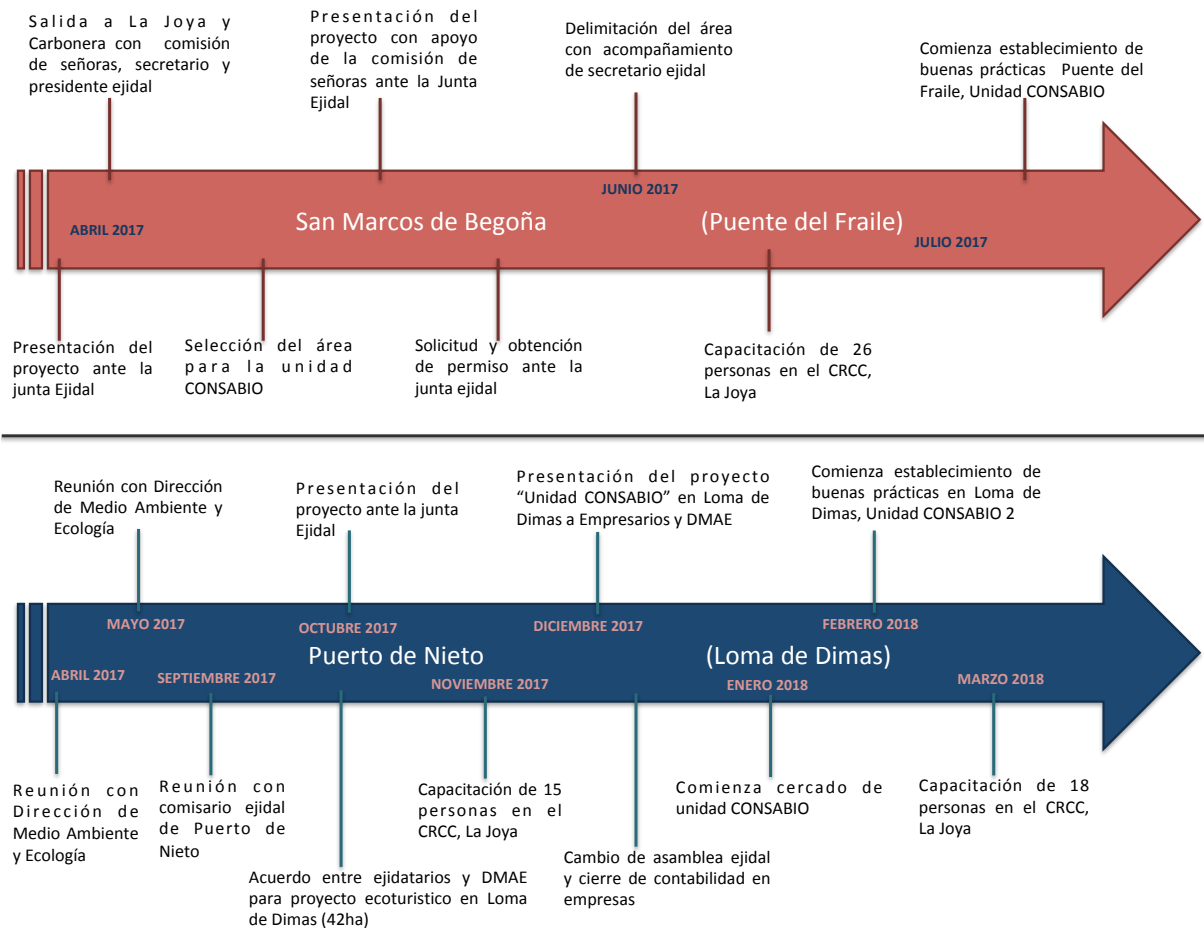 Salida a La Joya y
Carbonera con comisión
de señoras, secretario y
presidente ejidal
Presentación del
proyecto con apoyo
de la comisión de
señoras ante la Junta
Ejidal
Delimitación del área
con acompañamiento
de secretario ejidal
Comienza establecimiento de
buenas prácticas Puente del
Fraile, Unidad CONSABIO
JUNIO 2017
ABRIL 2017
San Marcos de Begoña
(Puente del Fraile)
JULIO 2017
Presentación del
proyecto ante la
junta Ejidal
Selección del área
para la unidad
CONSABIO
Solicitud y obtención
de permiso ante la
junta ejidal
Capacitación de 26
personas en el CRCC,
La Joya
Reunión con Dirección
de Medio Ambiente y
Ecología
Presentación del
proyecto ante la junta
Ejidal
Presentación del proyecto
“Unidad CONSABIO” en Loma de
Dimas a Empresarios y DMAE
Comienza establecimiento de
buenas prácticas en Loma de
Dimas, Unidad CONSABIO 2
MAYO 2017
OCTUBRE 2017
DICIEMBRE 2017
FEBRERO 2018
Puerto de Nieto
(Loma de Dimas)
ABRIL 2017
SEPTIEMBRE 2017
NOVIEMBRE 2017
ENERO 2018
MARZO 2018
Reunión con
Dirección de
Medio Ambiente
y Ecología
Reunión con
comisario ejidal
de Puerto de
Nieto
Acuerdo entre ejidatarios y DMAE
para proyecto ecoturistico en Loma
de Dimas (42ha)
Capacitación de 15
personas en el
CRCC, La Joya
Cambio de asamblea ejidal
y cierre de contabilidad en
empresas
Comienza cercado de
unidad CONSABIO
Capacitación de 18
personas en el CRCC,
La Joya